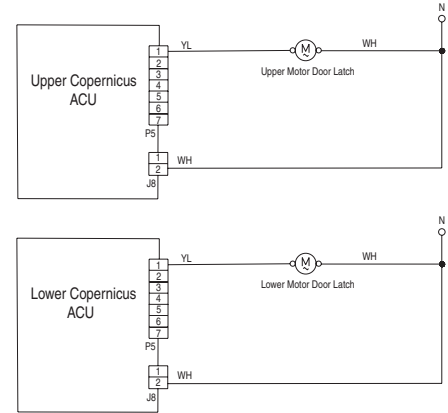 N
1 YL M WH
2
3 Upper Motor Door Latch
Upper Copernicus
ACU
4
5
6
7
P5
1
2 WH
J8
N
1 YL M WH
2
3 Lower Motor Door Latch
Lower Copernicus
ACU
4
5
6
7
P5
1
2 WH
J8